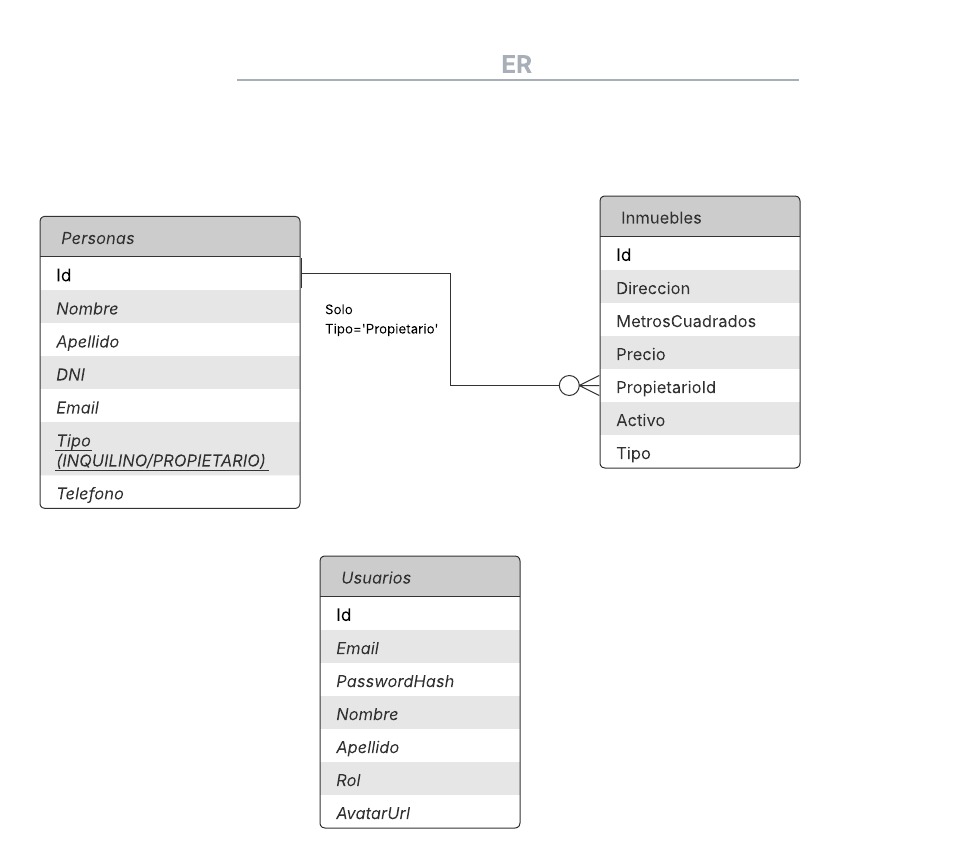 ER
Personas
Id
Nombre
Apellido
DNI
Email
Tipo
(INQUILINO/PROPIETARIO)
Telefono
Solo
Tipo='Propietario'
Inmuebles
Id
Direccion
MetrosCuadrados
Precio
PropietarioId
Activo
Tipo
Usuarios
Id
Email
PasswordHash
Nombre
Apellido
Rol
AvatarUrl